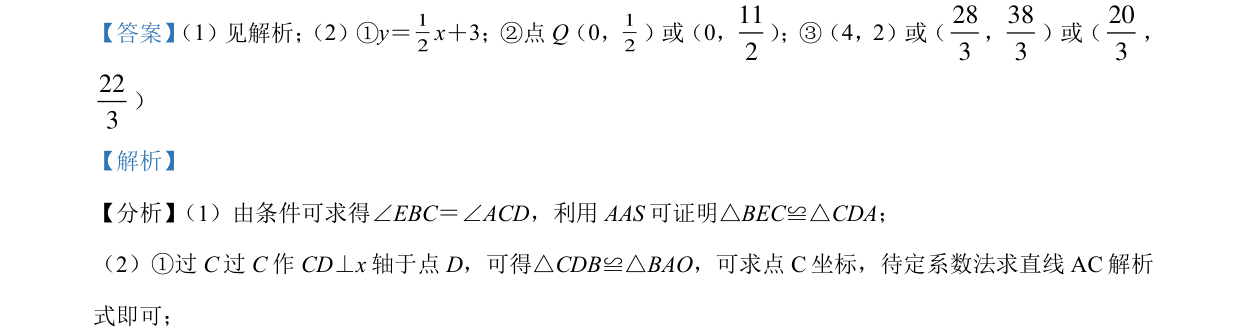 【答案】(1)见解析；(2)①y＝1/2x＋3；②点 Q（0，1/2）或（0，11/2）；③（4，2）或（28/3，38/3）或（20/3，
22/3）
【解析】
【分析】（1）由条件可求得∠EBC＝∠ACD，利用 AAS 可证明△BEC≌△CDA；
（2）①过 C 过 C 作 CD⊥x 轴于点 D，可得△CDB≌△BAO，可求点 C 坐标，待定系数法求直线 AC 解析
式即可；